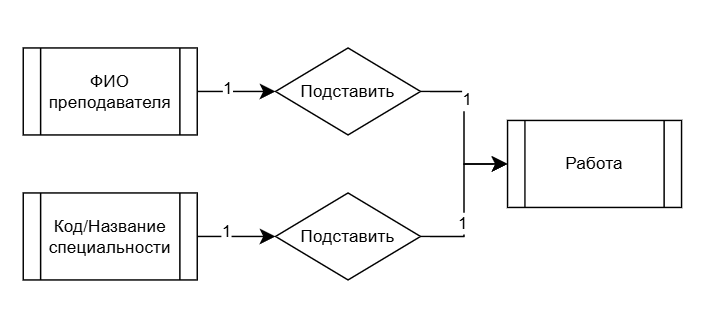 ФИО
преподавателя
1
Подставить
1
Работа
Код/Название
специальности
1
Подставить
1